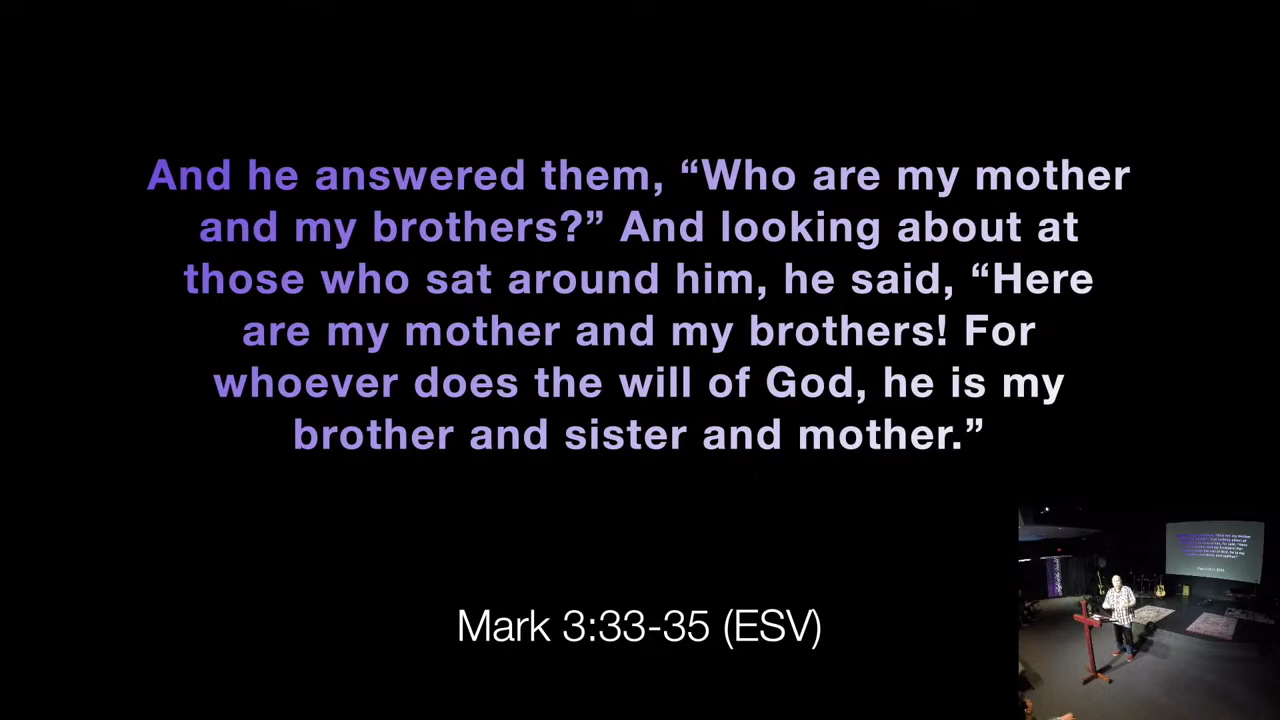 And he answered them, “Who are my mother
and my brothers?” And looking about at
those who sat around him, he said, “Here
are my mother and my brothers! For
whoever does the will of God, he is my
brother and sister and mother.”
Mark 3:33-35 (ESV)